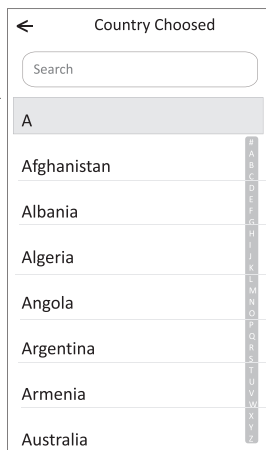 Country Choosed
Search
A
Afghanistan
Albania
Algeria
Angola
Argentina
Armenia
Australia
#
A
B
C
D
E
F
G
H
I
J
K
L
M
N
O
P
Q
R
S
T
U
V
W
X
Y
Z